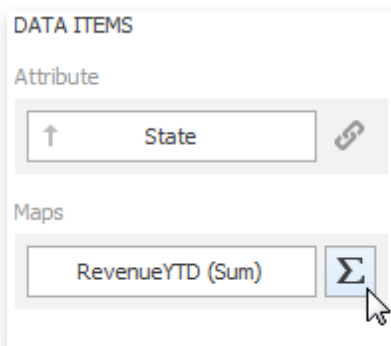 DATA ITEMS
Attribute
↑ State
Maps
RevenueYTD (Sum) Σ